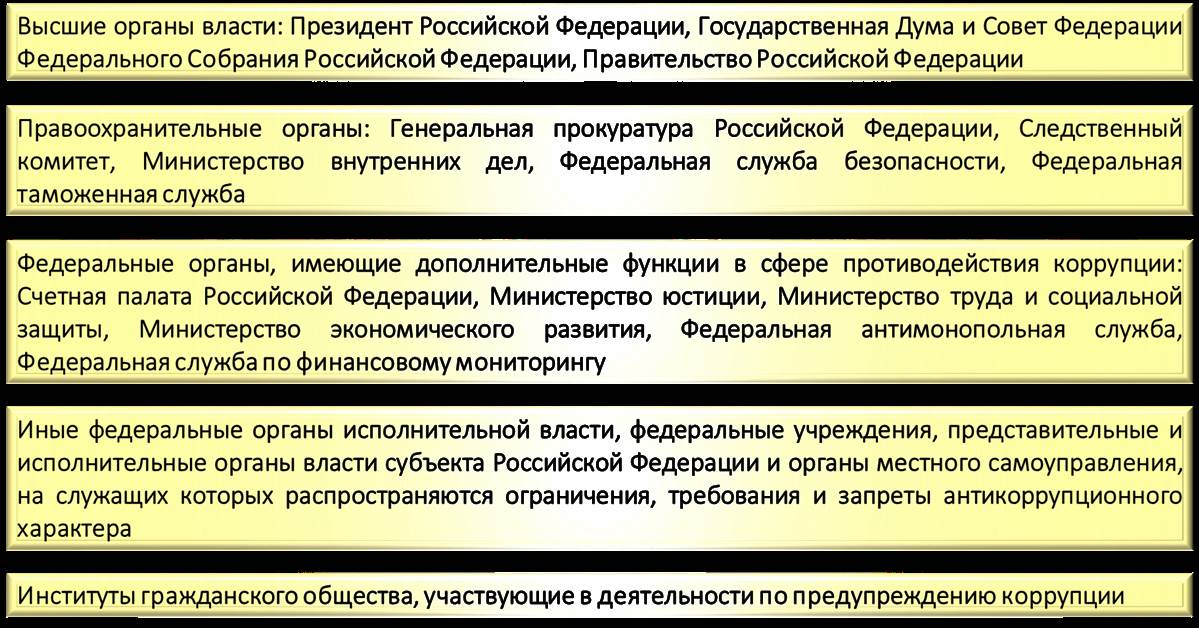 Высшие органы власти: Президент Российской Федерации, Государственная Дума и Совет Федерации
Федерального Собрания Российской Федерации, Правительство Российской Федерации
Правоохранительные органы: Генеральная прокуратура Российской Федерации, Следственный
комитет, Министерство внутренних дел, Федеральная служба безопасности, Федеральная
таможенная служба
Федеральные органы, имеющие дополнительные функции в сфере противодействия коррупции:
Счетная палата Российской Федерации, Министерство юстиции, Министерство труда и социальной
защиты, Министерство экономического развития, Федеральная антимонопольная служба,
Федеральная служба по финансовому мониторингу
Иные федеральные органы исполнительной власти, федеральные учреждения, представительные и
исполнительные органы власти субъекта Российской Федерации и органы местного самоуправления,
на служащих которых распространяются ограничения, требования и запреты антикоррупционного
характера
Институты гражданского общества, участвующие в деятельности по предупреждению коррупции